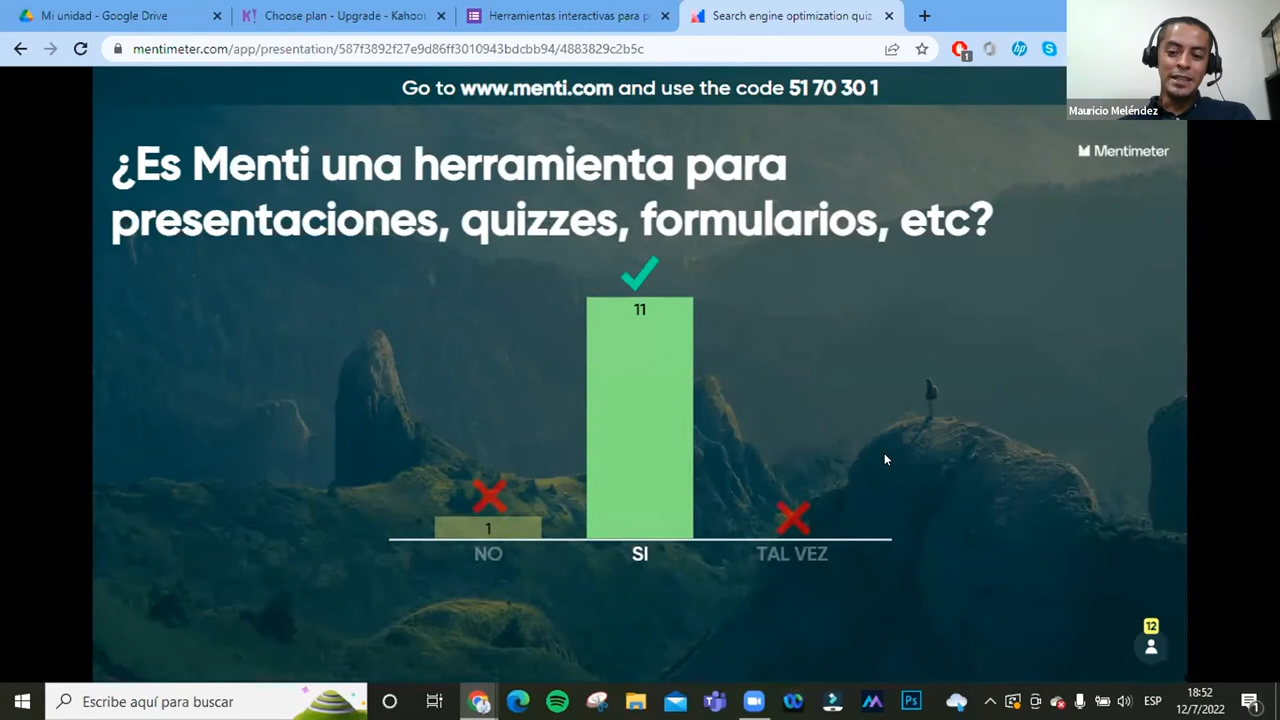 Mi unidad - Google Drive
Choose plan - Upgrade - Kahoot
Herramientas interactivas para p
Search engine optimization quiz
mentimeter.com/app/presentation/587f3892f27e9d86ff3010943bdcbb94/4883829c2b5c
1
Mauricio Meléndez
Go to www.menti.com and use the code 51 70 30 1
Mentimeter
¿Es Menti una herramienta para
presentaciones, quizzes, formularios, etc?
11
1
NO
SI
TAL VEZ
12
Escribe aquí para buscar
ESP
18:52
12/7/2022
1